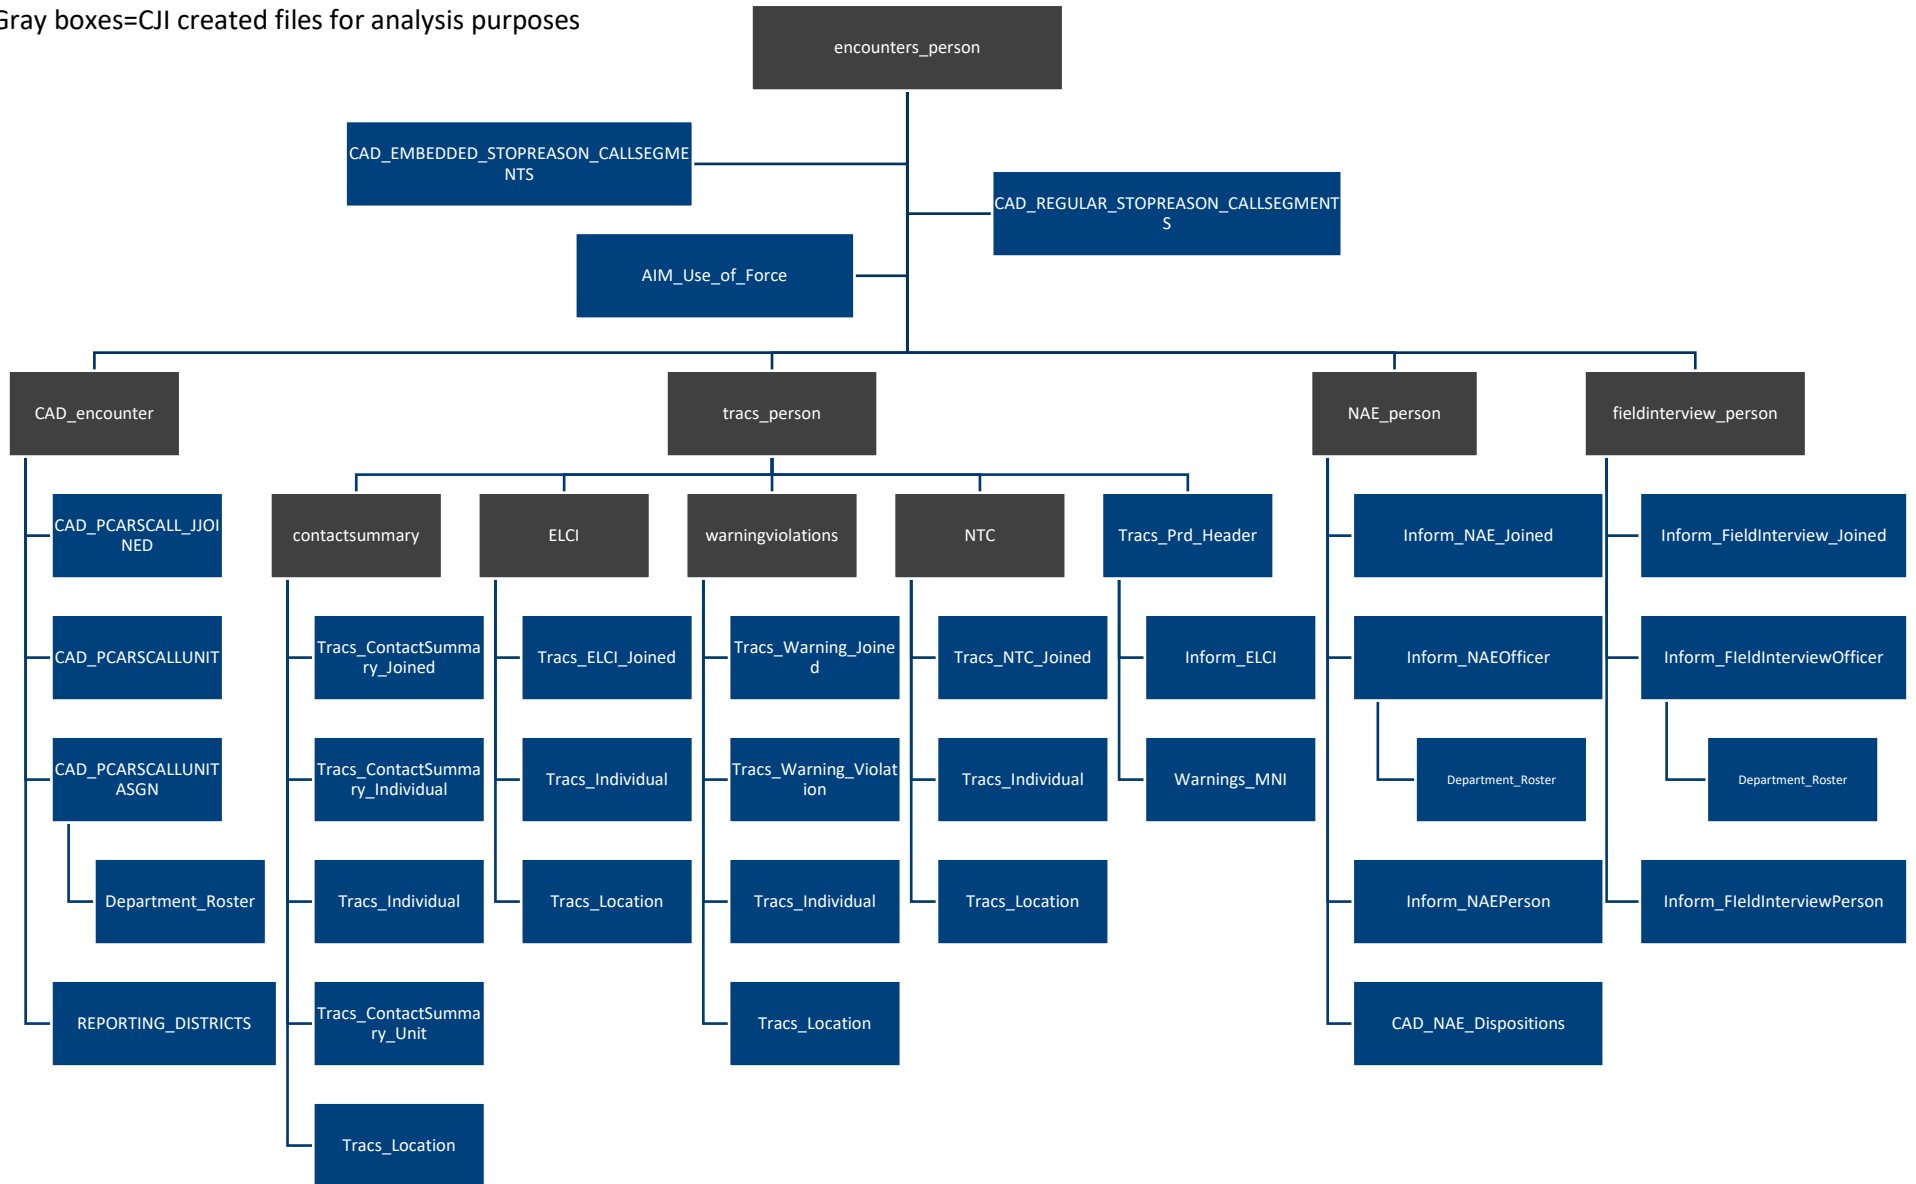 Gray boxes=CJI created files for analysis purposes
encounters_person
CAD_EMBEDDED_STOPREASON_CALLSEGME
NTS
CAD_REGULAR_STOPREASON_CALLSEGMENT
S
AIM_Use_of_Force
CAD_encounter
tracs_person
NAE_person
fieldinterview_person
CAD_PCARSCALL_JJOI
NED
contactsummary
ELCI
warningviolations
NTC
Tracs_Prd_Header
Inform_NAE_Joined
Inform_FieldInterview_Joined
CAD_PCARSCALLUNIT
Tracs_ContactSumma
ry_Joined
Tracs_ELCI_Joined
Tracs_Warning_Joine
d
Tracs_NTC_Joined
Inform_ELCI
Inform_NAEOfficer
Inform_FIeldInterviewOfficer
CAD_PCARSCALLUNIT
ASGN
Tracs_ContactSumma
ry_Individual
Tracs_Individual
Tracs_Warning_Violat
ion
Tracs_Individual
Warnings_MNI
Department_Roster
Department_Roster
Department_Roster
Tracs_Individual
Tracs_Location
Tracs_Individual
Tracs_Location
Inform_NAEPerson
Inform_FIeldInterviewPerson
REPORTING_DISTRICTS
Tracs_ContactSumma
ry_Unit
Tracs_Location
CAD_NAE_Dispositions
Tracs_Location